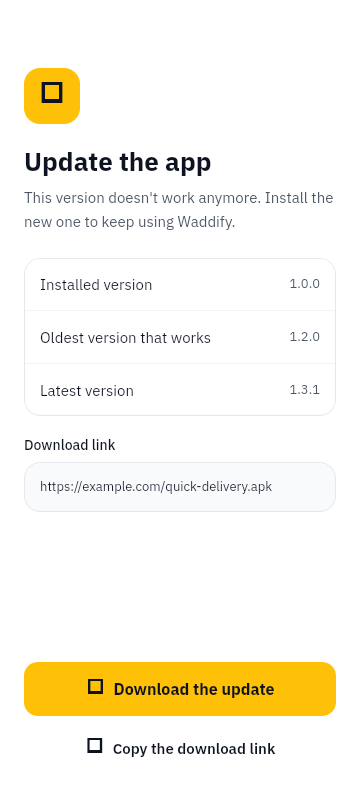 Update the app
This version doesn't work anymore. Install the
new one to keep using Waddify.
Installed version 1.0.0
Oldest version that works 1.2.0
Latest version 1.3.1
Download link
https://example.com/quick-delivery.apk
Download the update
Copy the download link